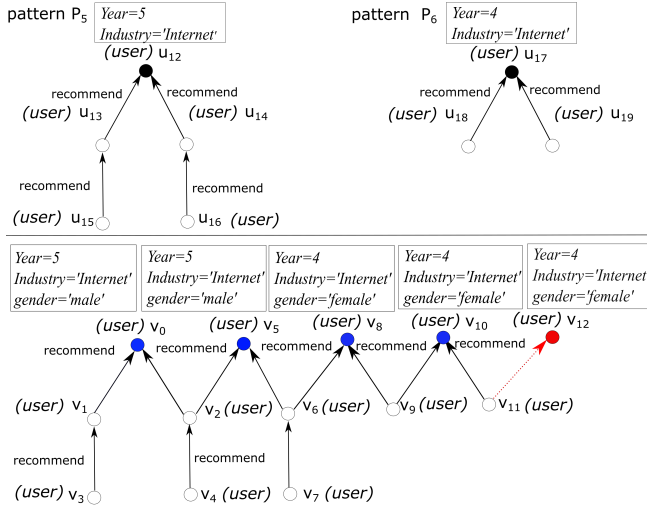 pattern P5
Year=5
Industry='Internet'
(user) u12
recommend recommend
(user) u13 (user) u14
recommend recommend
(user) u15 u16 (user)
pattern P6
Year=4
Industry='Internet'
(user) u17
recommend recommend
(user) u18 (user) u19
Year=5
Industry='Internet'
gender='male'
Year=5
Industry='Internet'
gender='male'
Year=4
Industry='Internet'
gender='female'
Year=4
Industry='Internet'
gender='female'
Year=4
Industry='Internet
gender='female'
(user) v0 (user) v5 (user) v8 (user) v10 (user) v12
recommend recommend recommend recommend recommend
(user) v1 v2 (user) v6 (user) v9 (user) v11 (user)
recommend recommend
(user) v3 v4 (user) v7 (user)